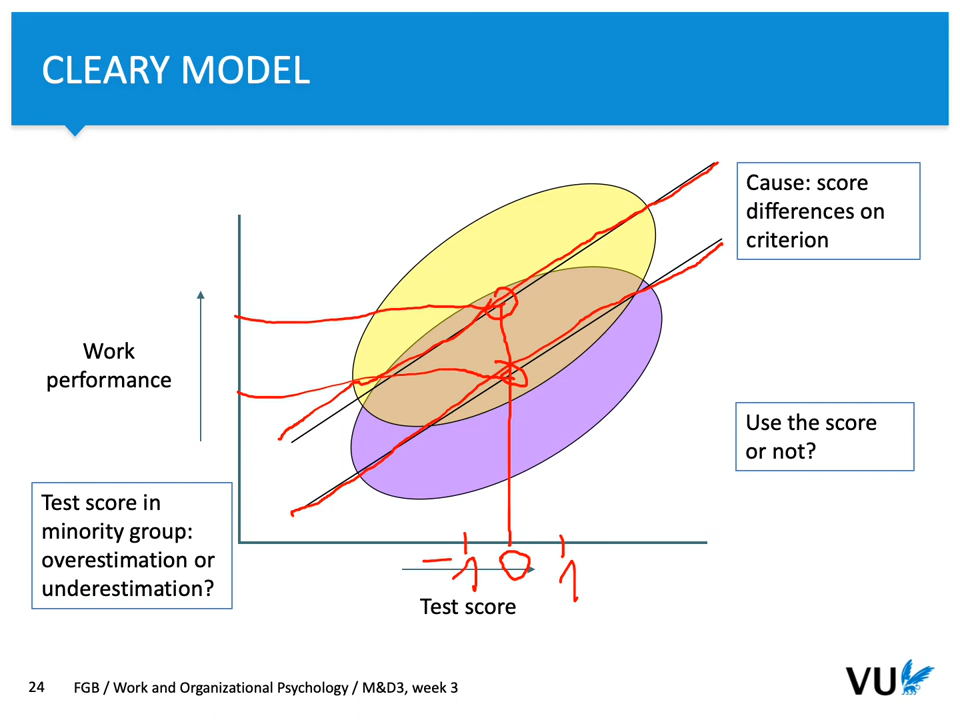 CLEARY MODEL
Cause: score
differences on
criterion
Work
performance
Use the score
or not?
Test score in
minority group:
overestimation or
underestimation?
-1 0 1
Test score
24 FGB / Work and Organizational Psychology / M&D3, week 3
VU